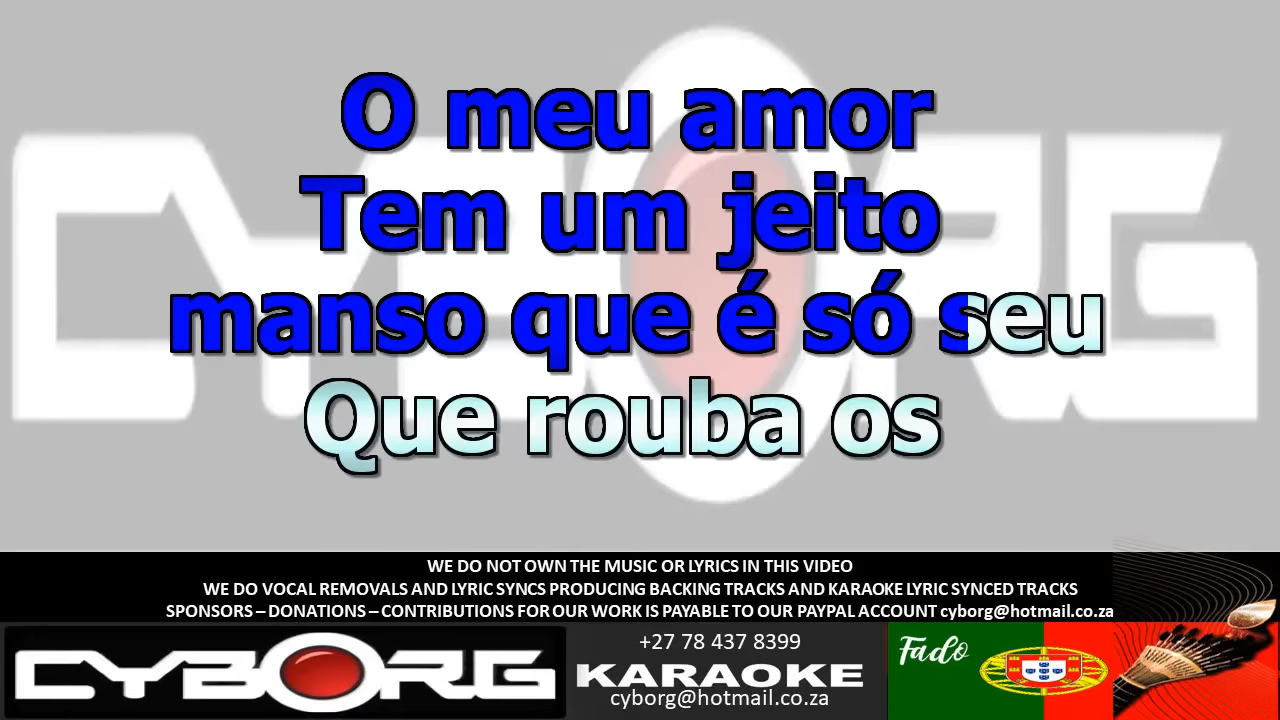 O meu amor
Tem um jeito
manso que é só seu
Que rouba os
CYBORG
WE DO NOT OWN THE MUSIC OR LYRICS IN THIS VIDEO
WE DO VOCAL REMOVALS AND LYRIC SYNCS PRODUCING BACKING TRACKS AND KARAOKE LYRIC SYNCED TRACKS
SPONSORS – DONATIONS – CONTRIBUTIONS FOR OUR WORK IS PAYABLE TO OUR PAYPAL ACCOUNT cyborg@hotmail.co.za
CYBORG
+27 78 437 8399
KARAOKE
cyborg@hotmail.co.za
Fado